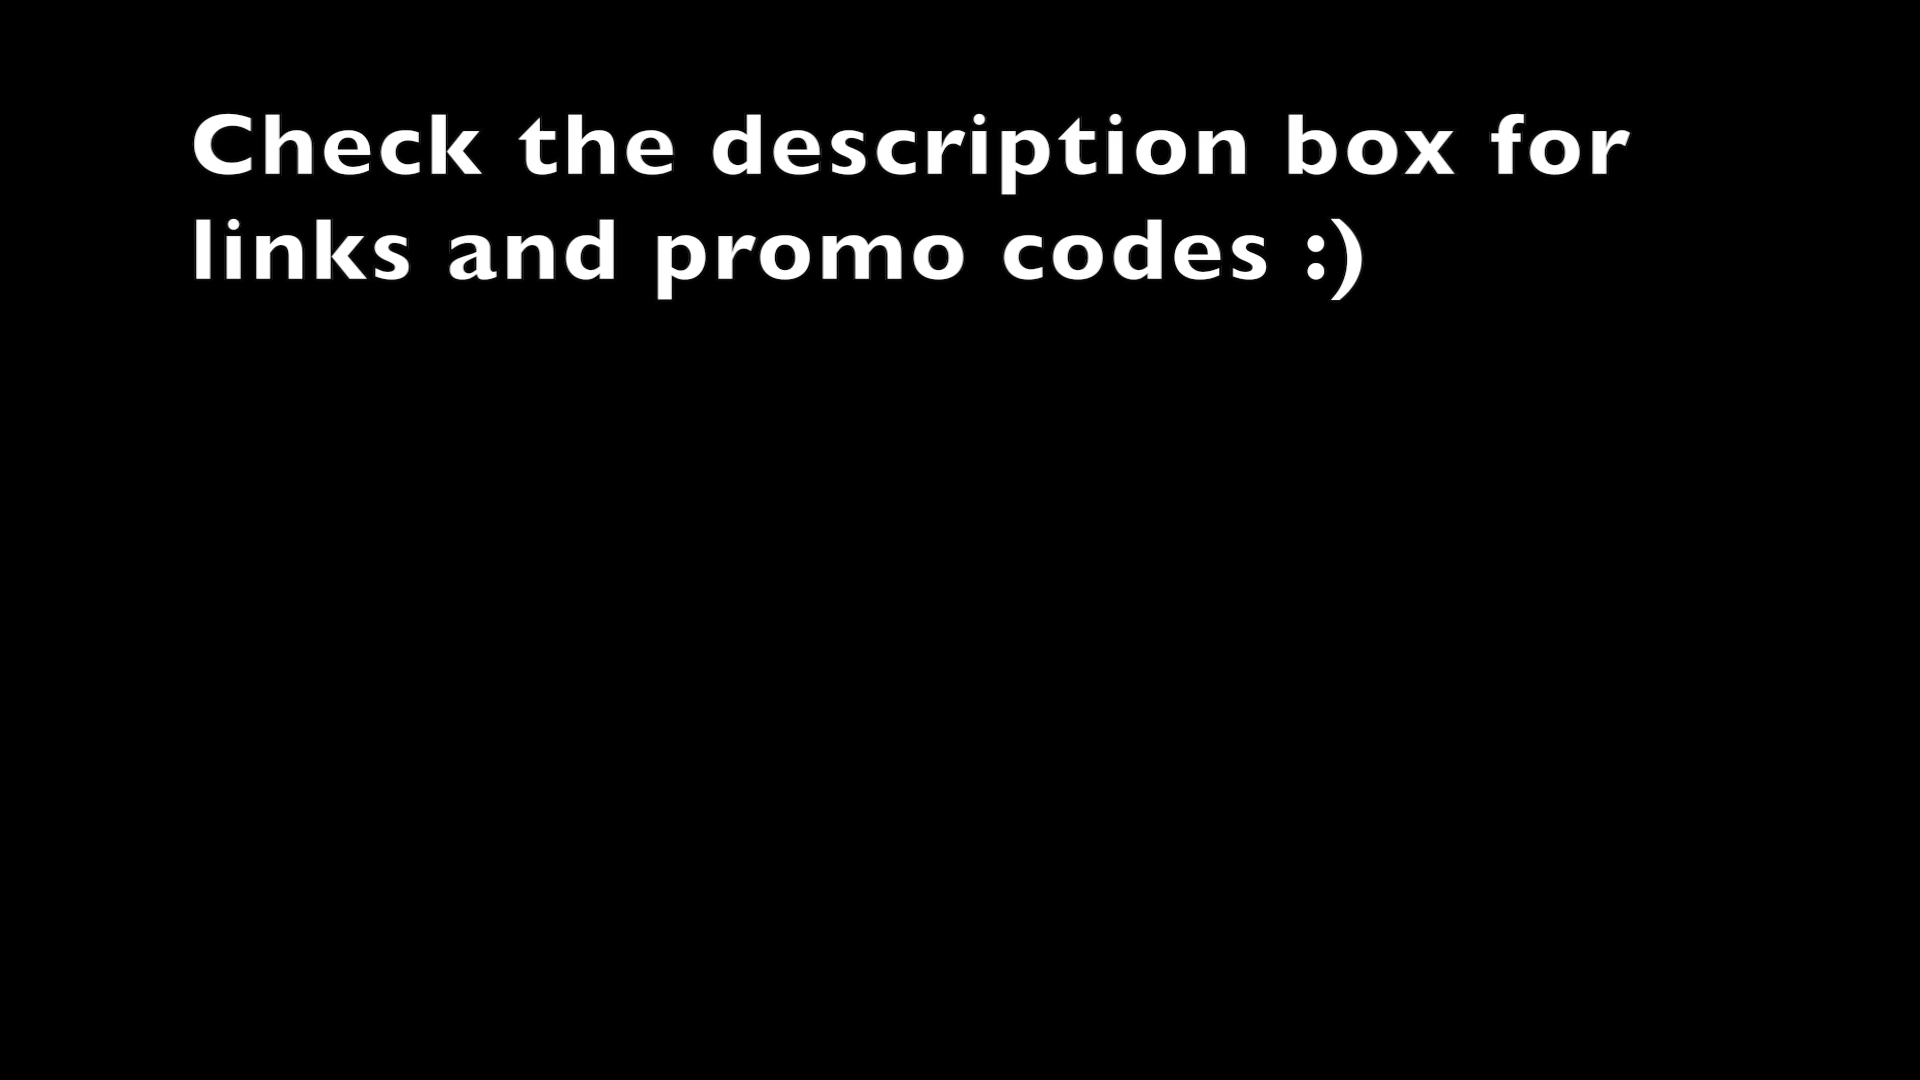 Check the description box for
links and promo codes :)